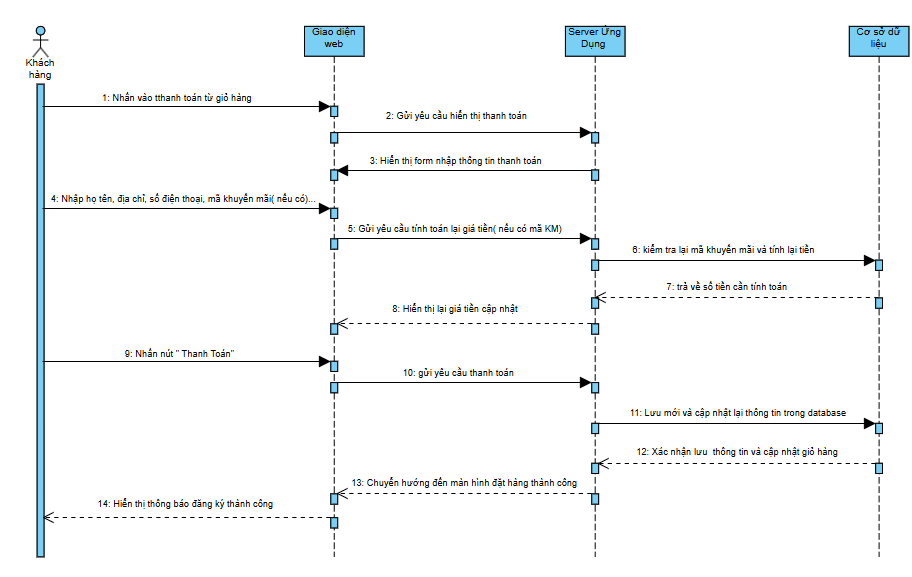 Khách
hàng
Giao diện
web
Server Ứng
Dụng
Cơ sở dữ
liệu
1: Nhấn vào tthanh toán từ giỏ hàng
2: Gửi yêu cầu hiển thị thanh toán
3: Hiển thị form nhập thông tin thanh toán
4: Nhập họ tên, địa chỉ, số điện thoại, mã khuyến mãi( nếu có)...
5: Gửi yêu cầu tính toán lại giá tiền( nếu có mã KM)
6: kiểm tra lại mã khuyến mãi và tính lại tiền
7: trả về số tiền cần tính toán
8: Hiển thị lại giá tiền cập nhật
9: Nhấn nút " Thanh Toán"
10: gửi yêu cầu thanh toán
11: Lưu mới và cập nhật lại thông tin trong database
12: Xác nhận lưu  thông tin và cập nhật giỏ hàng
13: Chuyển hướng đến màn hình đặt hàng thành công
14: Hiển thị thông báo đăng ký thành công